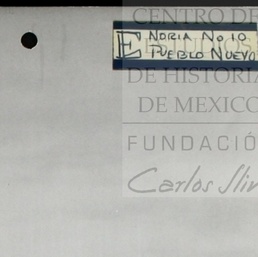 CENTRO DE
E NORIA NO 10
PUEBLO NUEVO
DE HISTORIA
DE MEXICO
FUNDACIÓ
Carlos Slim